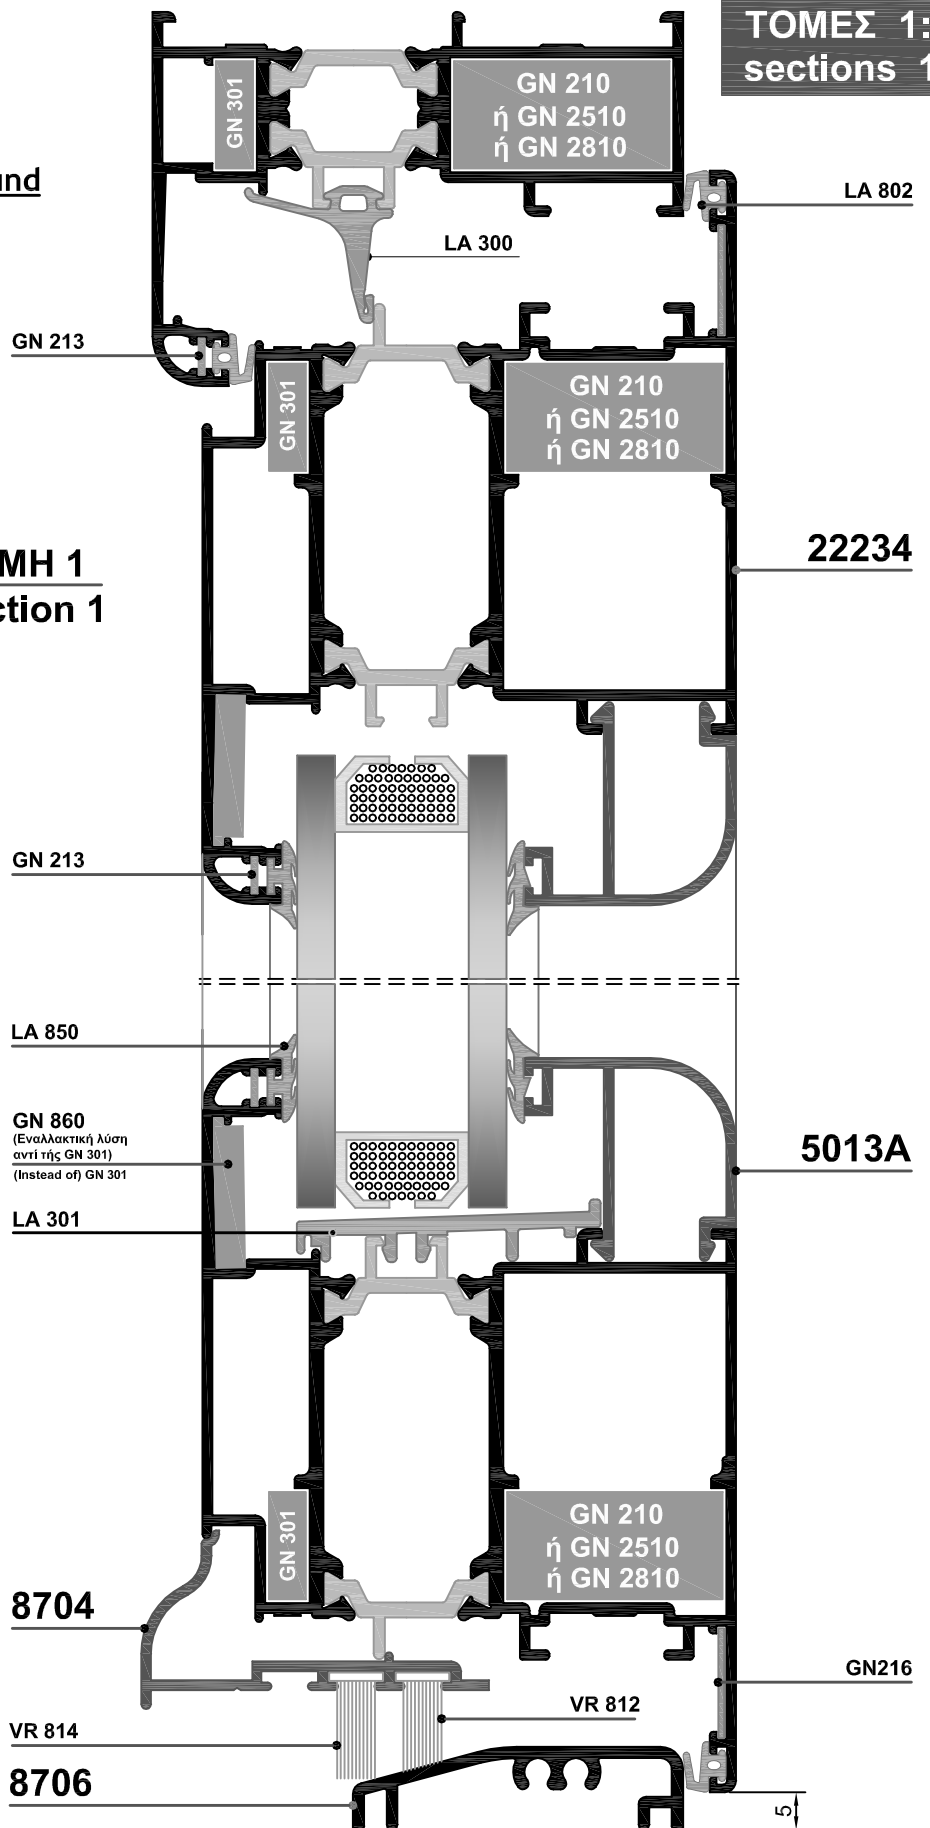 ΤΟΜΕΣ 1:
sections 1
GN 301
GN 210
ή GN 2510
ή GN 2810
LA 802
LA 300
GN 213
GN 301
GN 210
ή GN 2510
ή GN 2810
22234
ΜΗ 1
ction 1
GN 213
LA 850
GN 860
(Εναλλακτική λύση
αντί τής GN 301)
(Instead of) GN 301
5013A
LA 301
GN 301
GN 210
ή GN 2510
ή GN 2810
8704
GN216
VR 812
VR 814
8706
5